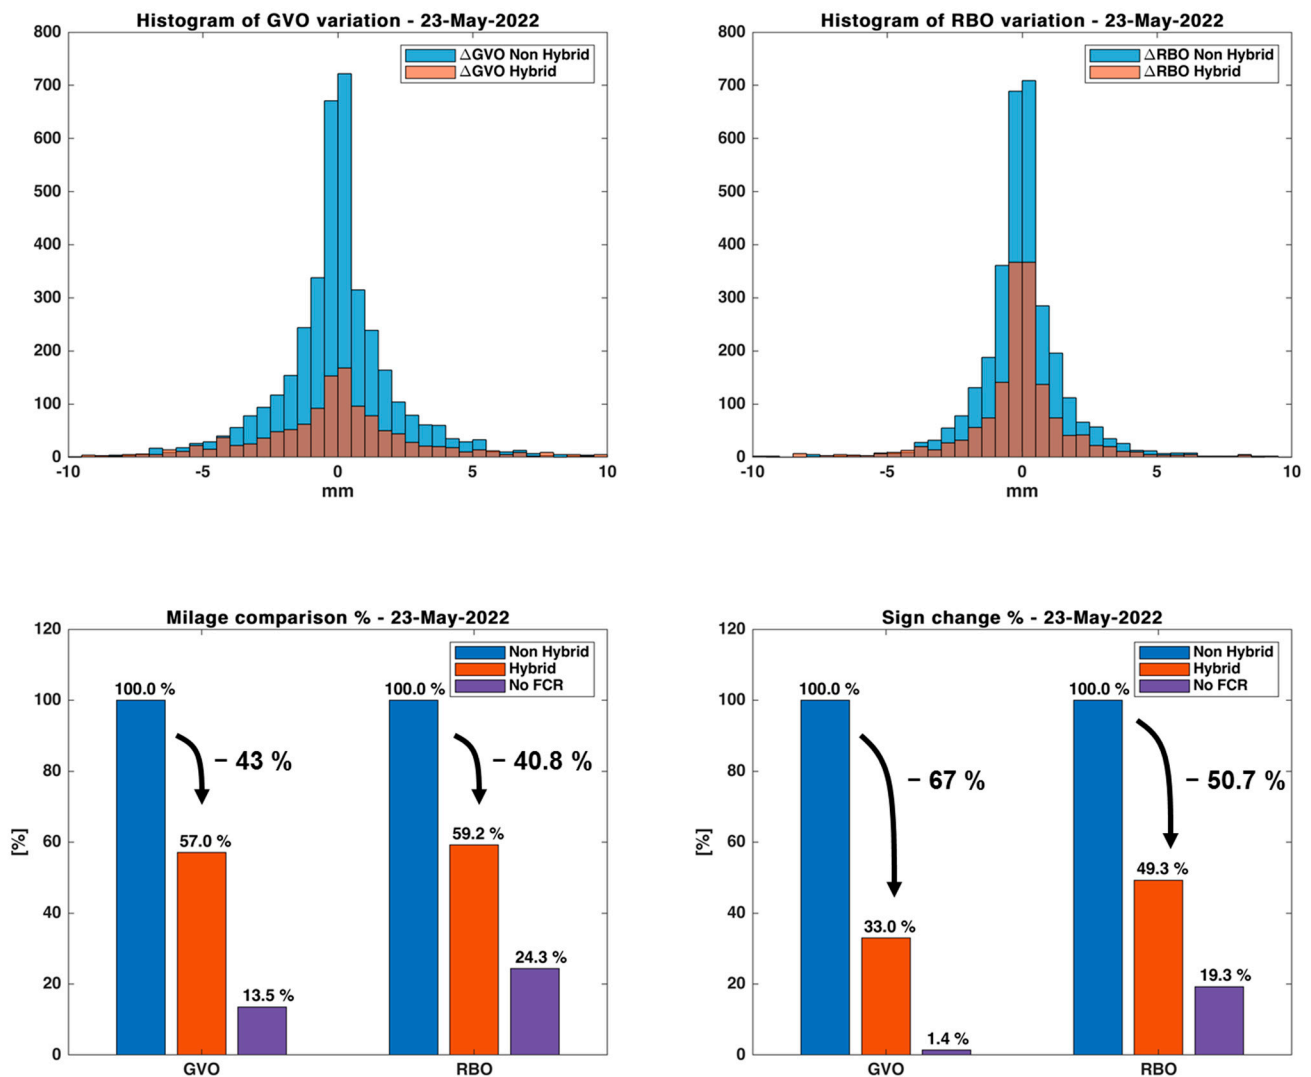 Histogram of GVO variation - 23-May-2022
800
700
600
500
400
300
200
100
0
-10
-5
0
5
10
mm
ΔGVO Non Hybrid
ΔGVO Hybrid
Histogram of RBO variation - 23-May-2022
800
700
600
500
400
300
200
100
0
-10
-5
0
5
10
mm
ΔRBO Non Hybrid
ΔRBO Hybrid
Milage comparison % - 23-May-2022
120
100
80
60
40
20
0
[%]
Non Hybrid
Hybrid
No FCR
100.0 %
57.0 %
13.5 %
− 43 %
100.0 %
59.2 %
24.3 %
− 40.8 %
GVO
RBO
Sign change % - 23-May-2022
120
100
80
60
40
20
0
[%]
Non Hybrid
Hybrid
No FCR
100.0 %
33.0 %
1.4 %
− 67 %
100.0 %
49.3 %
19.3 %
− 50.7 %
GVO
RBO